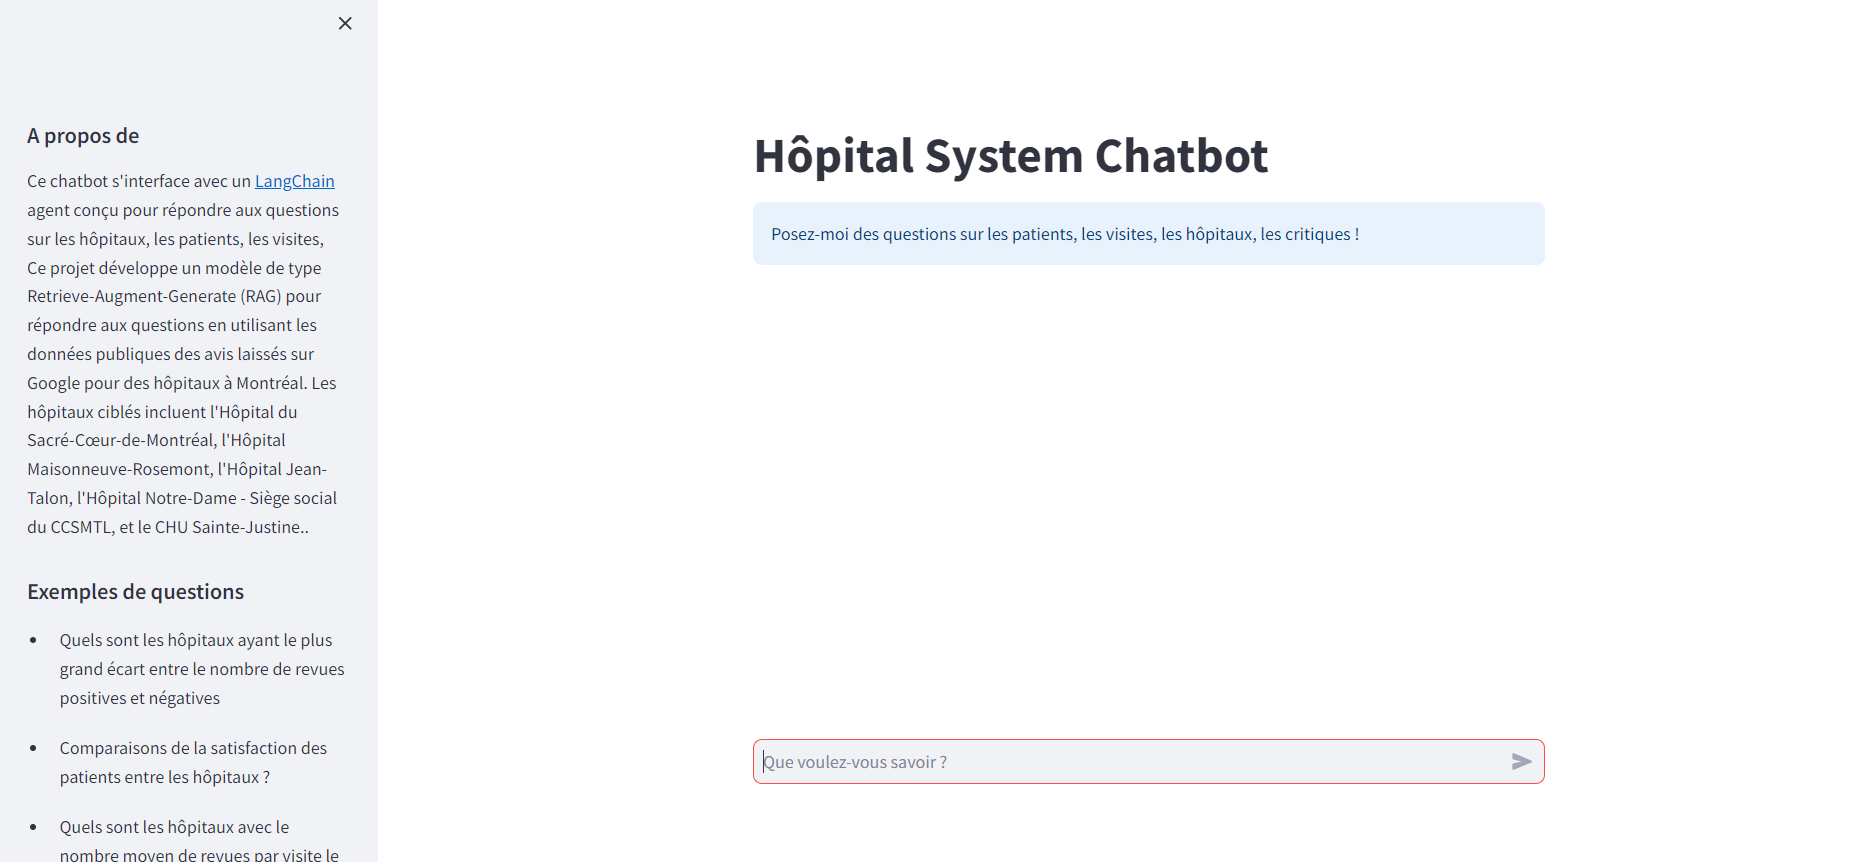 A propos de
Ce chatbot s'interface avec un LangChain
agent conçu pour répondre aux questions
sur les hôpitaux, les patients, les visites,
Ce projet développe un modèle de type
Retrieve-Augment-Generate (RAG) pour
répondre aux questions en utilisant les
données publiques des avis laissés sur
Google pour des hôpitaux à Montréal. Les
hôpitaux ciblés incluent l'Hôpital du
Sacré-Cœur-de-Montréal, l'Hôpital
Maisonneuve-Rosemont, l'Hôpital Jean-
Talon, l'Hôpital Notre-Dame - Siège social
du CCSMTL, et le CHU Sainte-Justine..
Exemples de questions
Quels sont les hôpitaux ayant le plus
grand écart entre le nombre de revues
positives et négatives
Comparaisons de la satisfaction des
patients entre les hôpitaux ?
Quels sont les hôpitaux avec le
nombre moyen de revues par visite le
Hôpital System Chatbot
Posez-moi des questions sur les patients, les visites, les hôpitaux, les critiques !
Que voulez-vous savoir ?